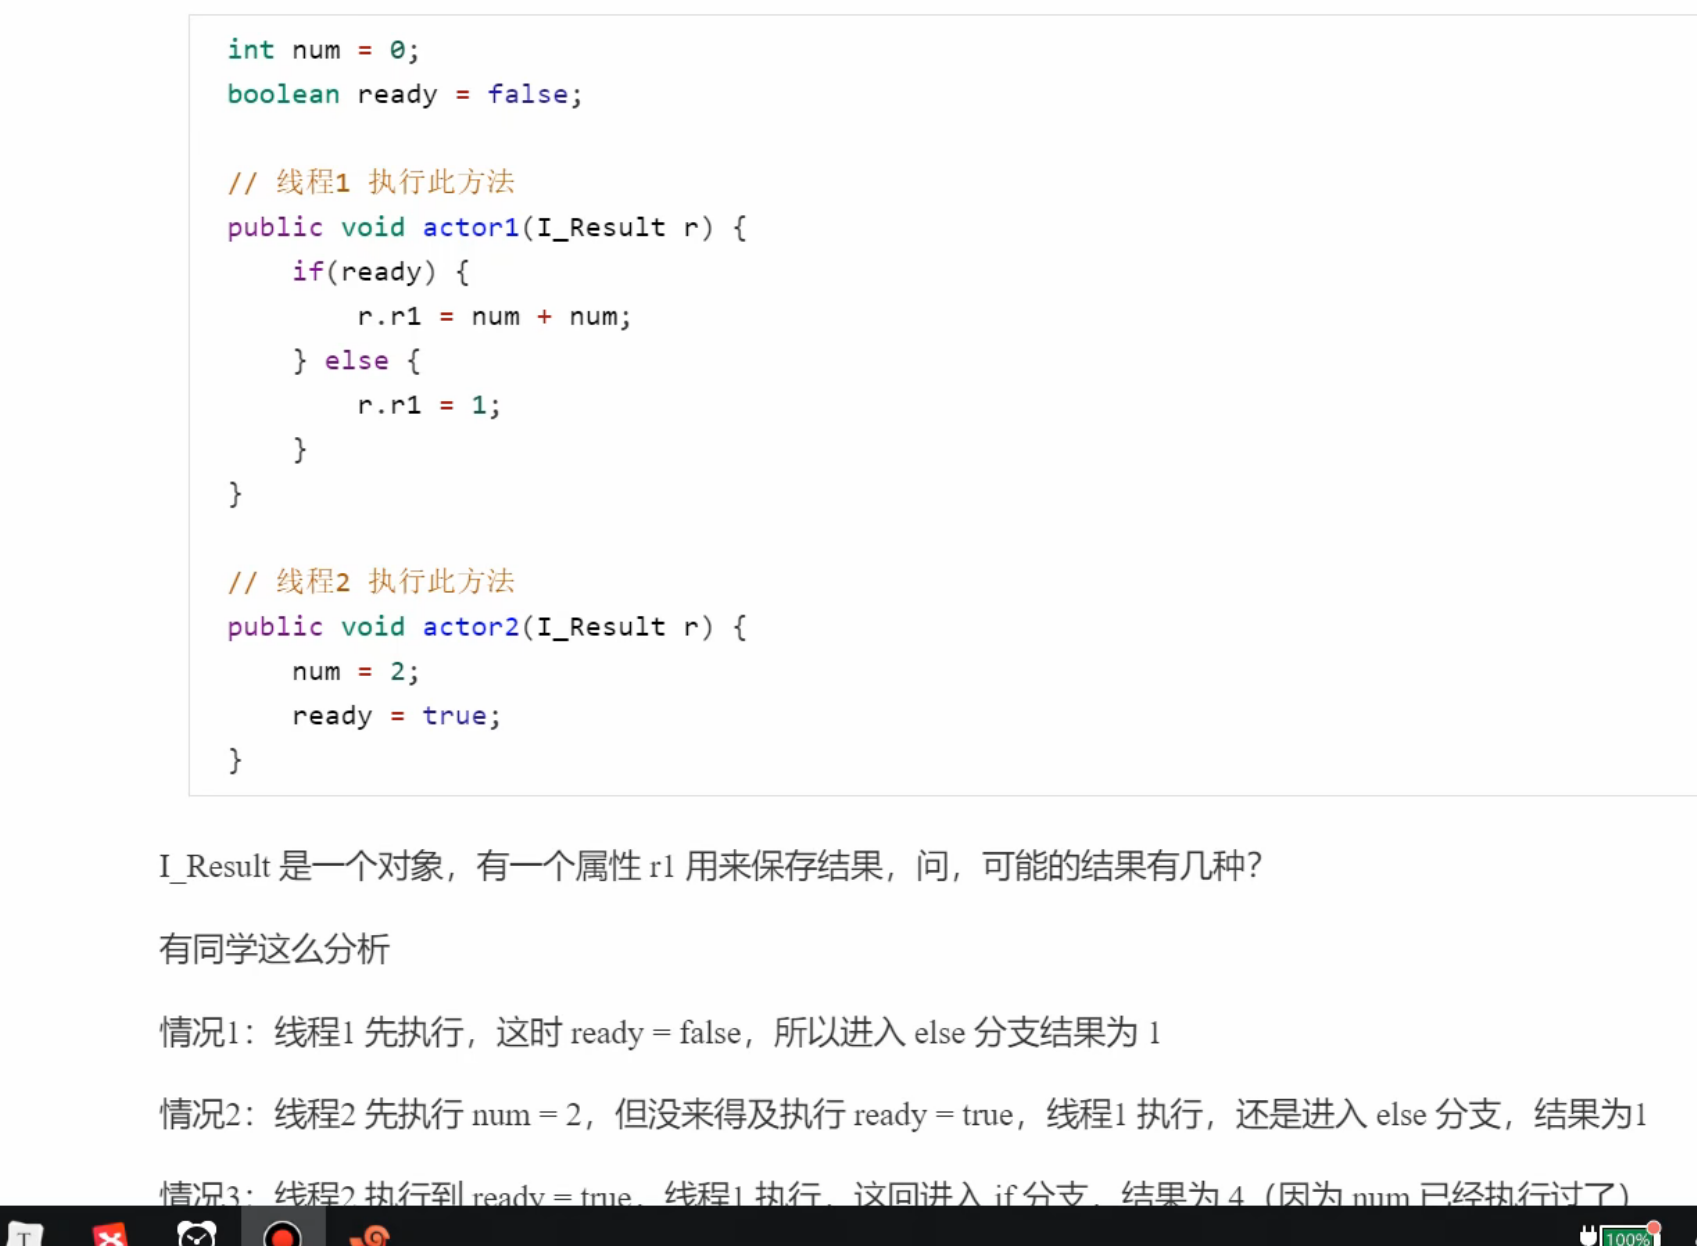 int num = 0;
boolean ready = false;
// 线程1 执行此方法
public void actor1(I_Result r) {
    if(ready) {
        r.r1 = num + num;
    } else {
        r.r1 = 1;
    }
}
// 线程2 执行此方法
public void actor2(I_Result r) {
    num = 2;
    ready = true;
}
I_Result 是一个对象，有一个属性 r1 用来保存结果，问，可能的结果有几种？
有同学这么分析
情况1：线程1 先执行，这时 ready = false，所以进入 else 分支结果为 1
情况2：线程2 先执行 num = 2，但没来得及执行 ready = true，线程1 执行，还是进入 else 分支，结果为1
情况3：线程2 执行到 ready = true，线程1 执行，这回进入 if 分支，结果为 4（因为 num 已经执行过了）
T
100%